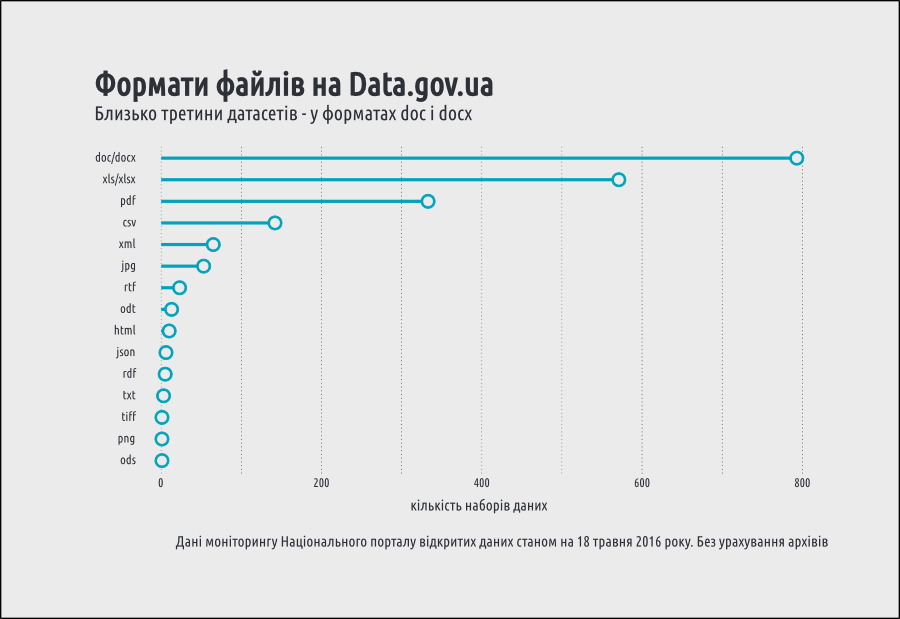 Формати файлів на Data.gov.ua
Близько третини датасетів - у форматах doc і docx
doc/docx
xls/xlsx
pdf
csv
xml
jpg
rtf
odt
html
json
rdf
txt
tiff
png
ods
0 200 400 600 800
кількість наборів даних
Дані моніторингу Національного порталу відкритих даних станом на 18 травня 2016 року. Без урахування архівів